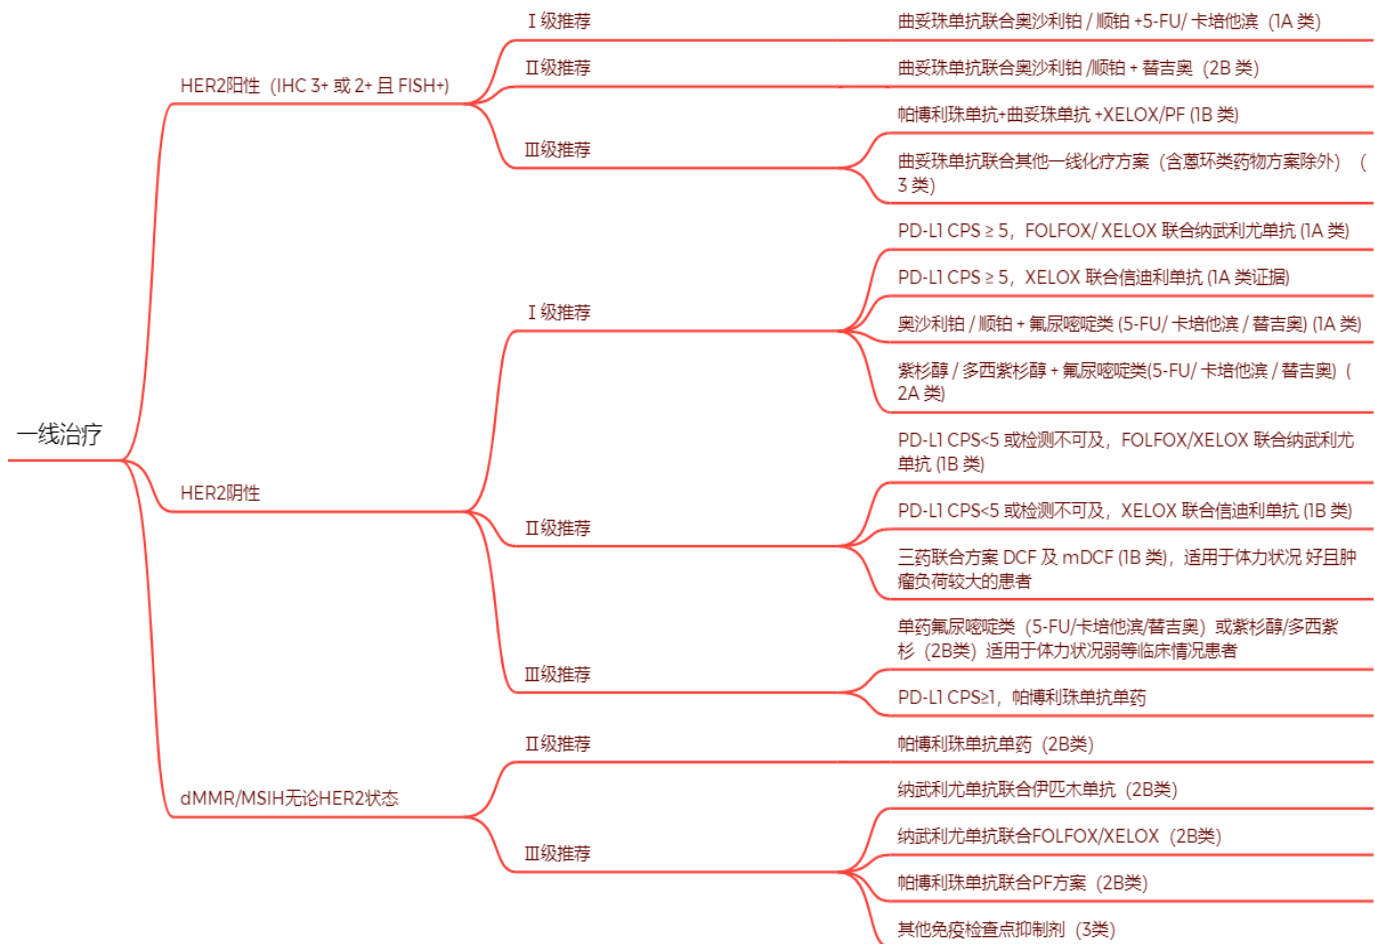 一线治疗
HER2阳性（IHC 3+ 或 2+ 且 FISH+)
Ⅰ级推荐
曲妥珠单抗联合奥沙利铂 / 顺铂 +5-FU/ 卡培他滨（1A 类）
Ⅱ级推荐
曲妥珠单抗联合奥沙利铂 /顺铂 + 替吉奥（2B 类）
Ⅲ级推荐
帕博利珠单抗+曲妥珠单抗 +XELOX/PF (1B 类)
曲妥珠单抗联合其他一线化疗方案（含蒽环类药物方案除外）（
3 类）
HER2阴性
Ⅰ级推荐
PD-L1 CPS ≥ 5，FOLFOX/ XELOX 联合纳武利尤单抗 (1A 类)
PD-L1 CPS ≥ 5，XELOX 联合信迪利单抗 (1A 类证据)
奥沙利铂 / 顺铂 + 氟尿嘧啶类 (5-FU/ 卡培他滨 / 替吉奥) (1A 类)
紫杉醇 / 多西紫杉醇 + 氟尿嘧啶类(5-FU/ 卡培他滨 / 替吉奥)（
2A 类)
Ⅱ级推荐
PD-L1 CPS<5 或检测不可及，FOLFOX/XELOX 联合纳武利尤
单抗 (1B 类)
PD-L1 CPS<5 或检测不可及，XELOX 联合信迪利单抗 (1B 类)
三药联合方案 DCF 及 mDCF (1B 类)，适用于体力状况 好且肿
瘤负荷较大的患者
Ⅲ级推荐
单药氟尿嘧啶类（5-FU/卡培他滨/替吉奥）或紫杉醇/多西紫
杉（2B类）适用于体力状况弱等临床情况患者
PD-L1 CPS≥1，帕博利珠单抗单药
dMMR/MSIH无论HER2状态
Ⅱ级推荐
帕博利珠单抗单药（2B类）
Ⅲ级推荐
纳武利尤单抗联合伊匹木单抗（2B类）
纳武利尤单抗联合FOLFOX/XELOX（2B类）
帕博利珠单抗联合PF方案（2B类）
其他免疫检查点抑制剂（3类）